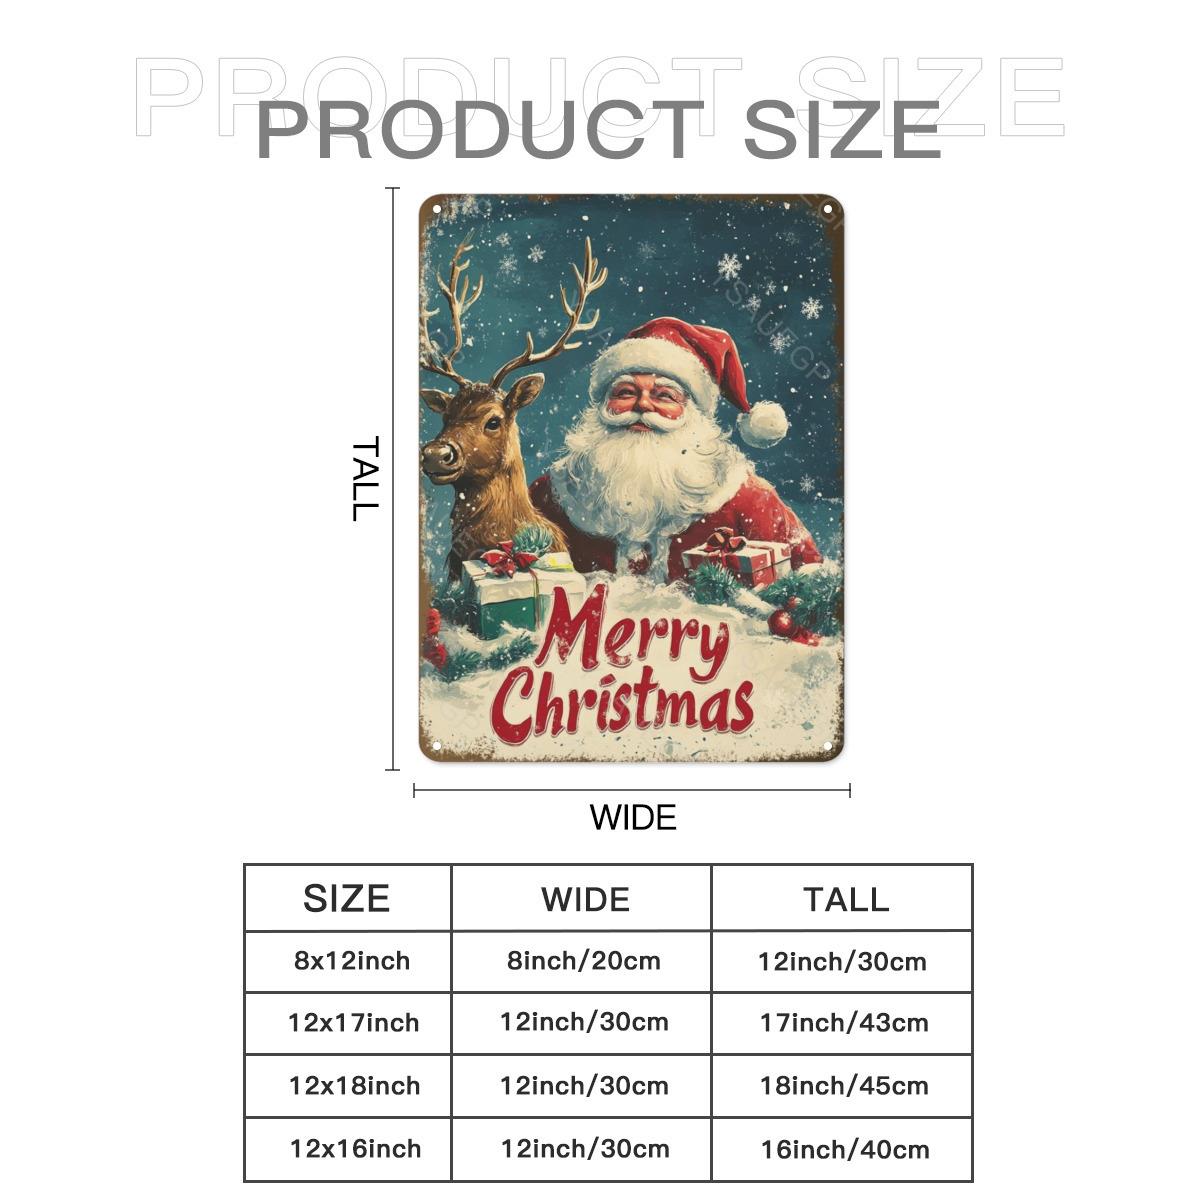 PRODUCT SIZE
PRODUCT SIZE
TALL
Merry
Christmas
WIDE
SIZE WIDE TALL
8x12inch 8inch/20cm 12inch/30cm
12x17inch 12inch/30cm 17inch/43cm
12x18inch 12inch/30cm 18inch/45cm
12x16inch 12inch/30cm 16inch/40cm